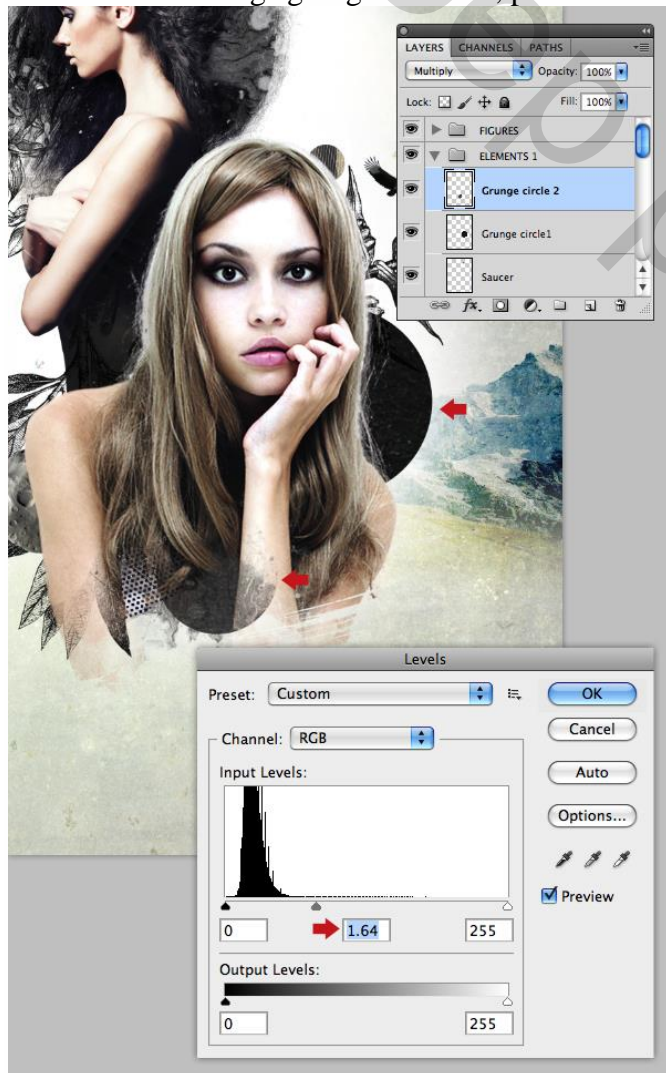 LAYERS CHANNELS PATHS
Multiply Opacity: 100%
Lock: Fill: 100%
FIGURES
ELEMENTS 1
Grunge circle 2
Grunge circle1
Saucer
fx.
Levels
Preset: Custom
OK
Channel: RGB
Cancel
Input Levels:
Auto
Options...
Preview
0 1.64 255
Output Levels:
0 255